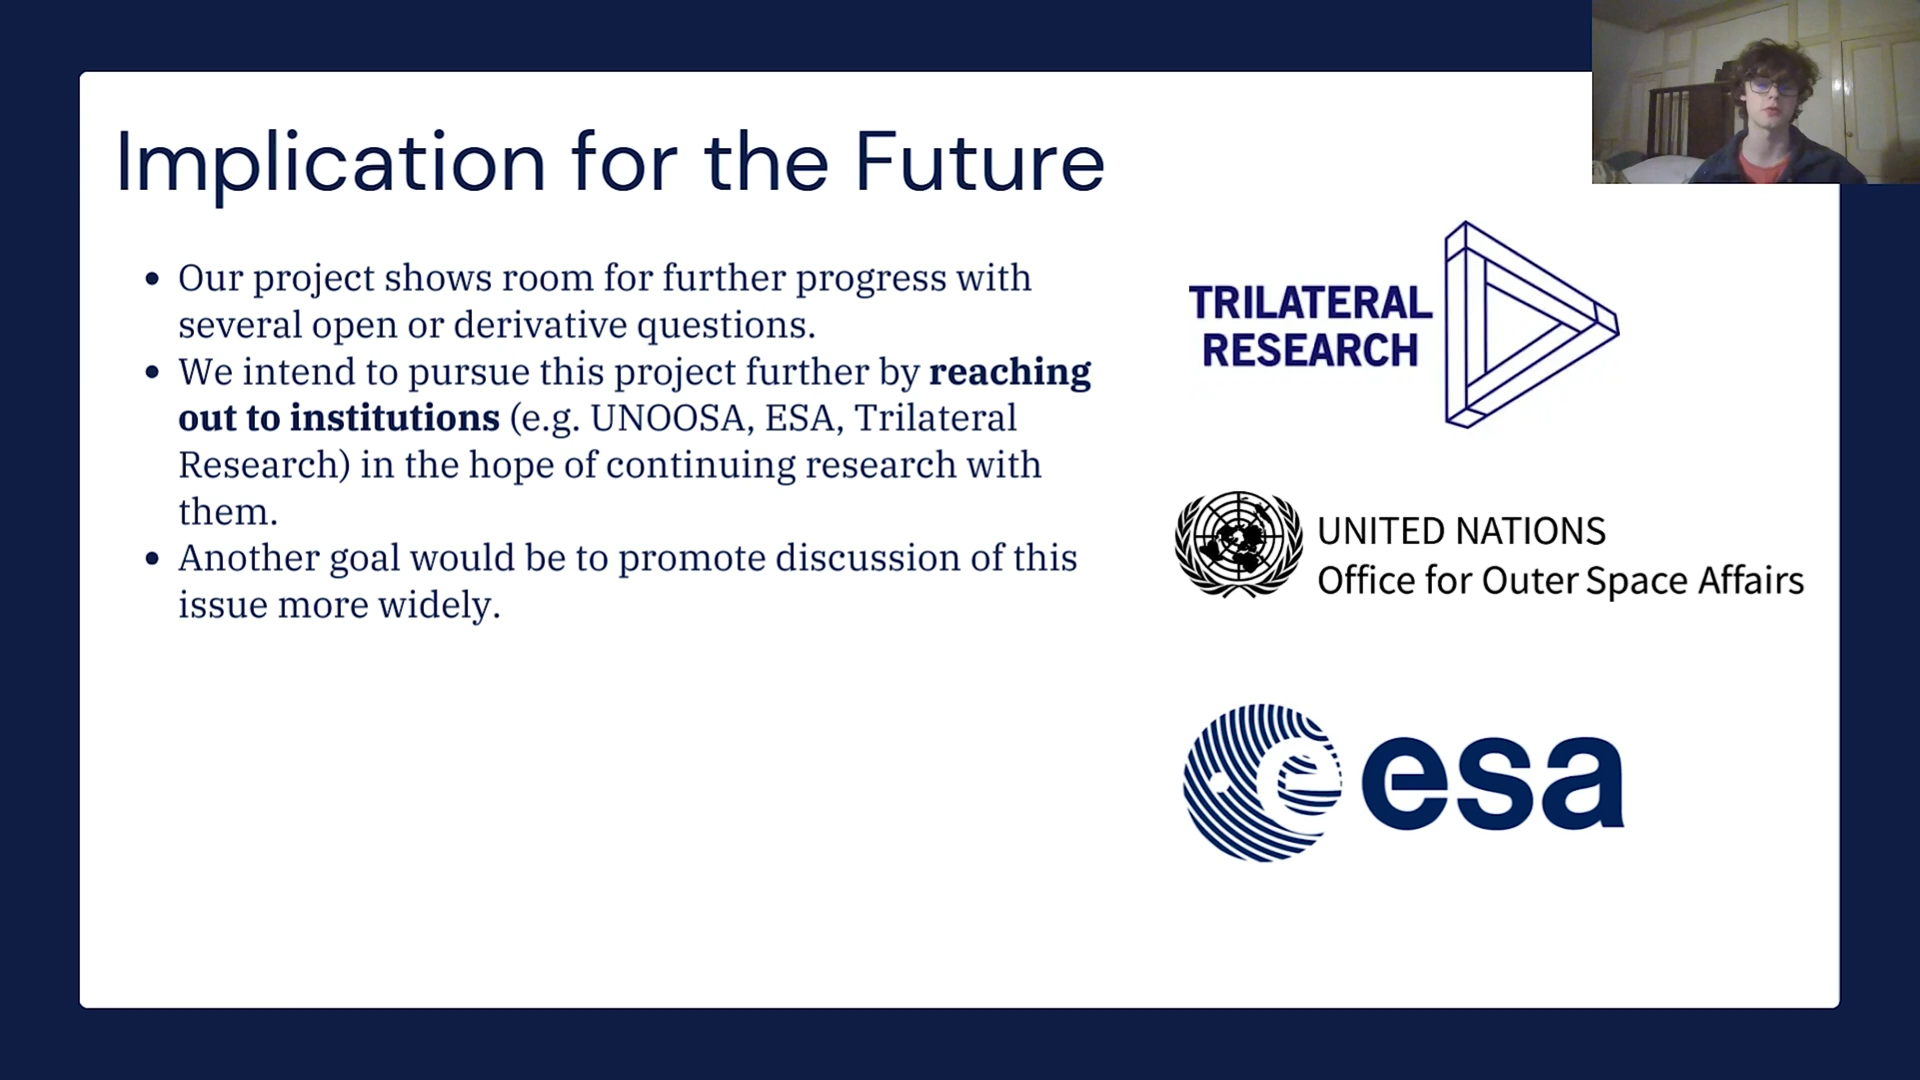 Implication for the Future
• Our project shows room for further progress with
several open or derivative questions.
• We intend to pursue this project further by reaching
out to institutions (e.g. UNOOSA, ESA, Trilateral
Research) in the hope of continuing research with
them.
• Another goal would be to promote discussion of this
issue more widely.
TRILATERAL
RESEARCH
UNITED NATIONS
Office for Outer Space Affairs
esa